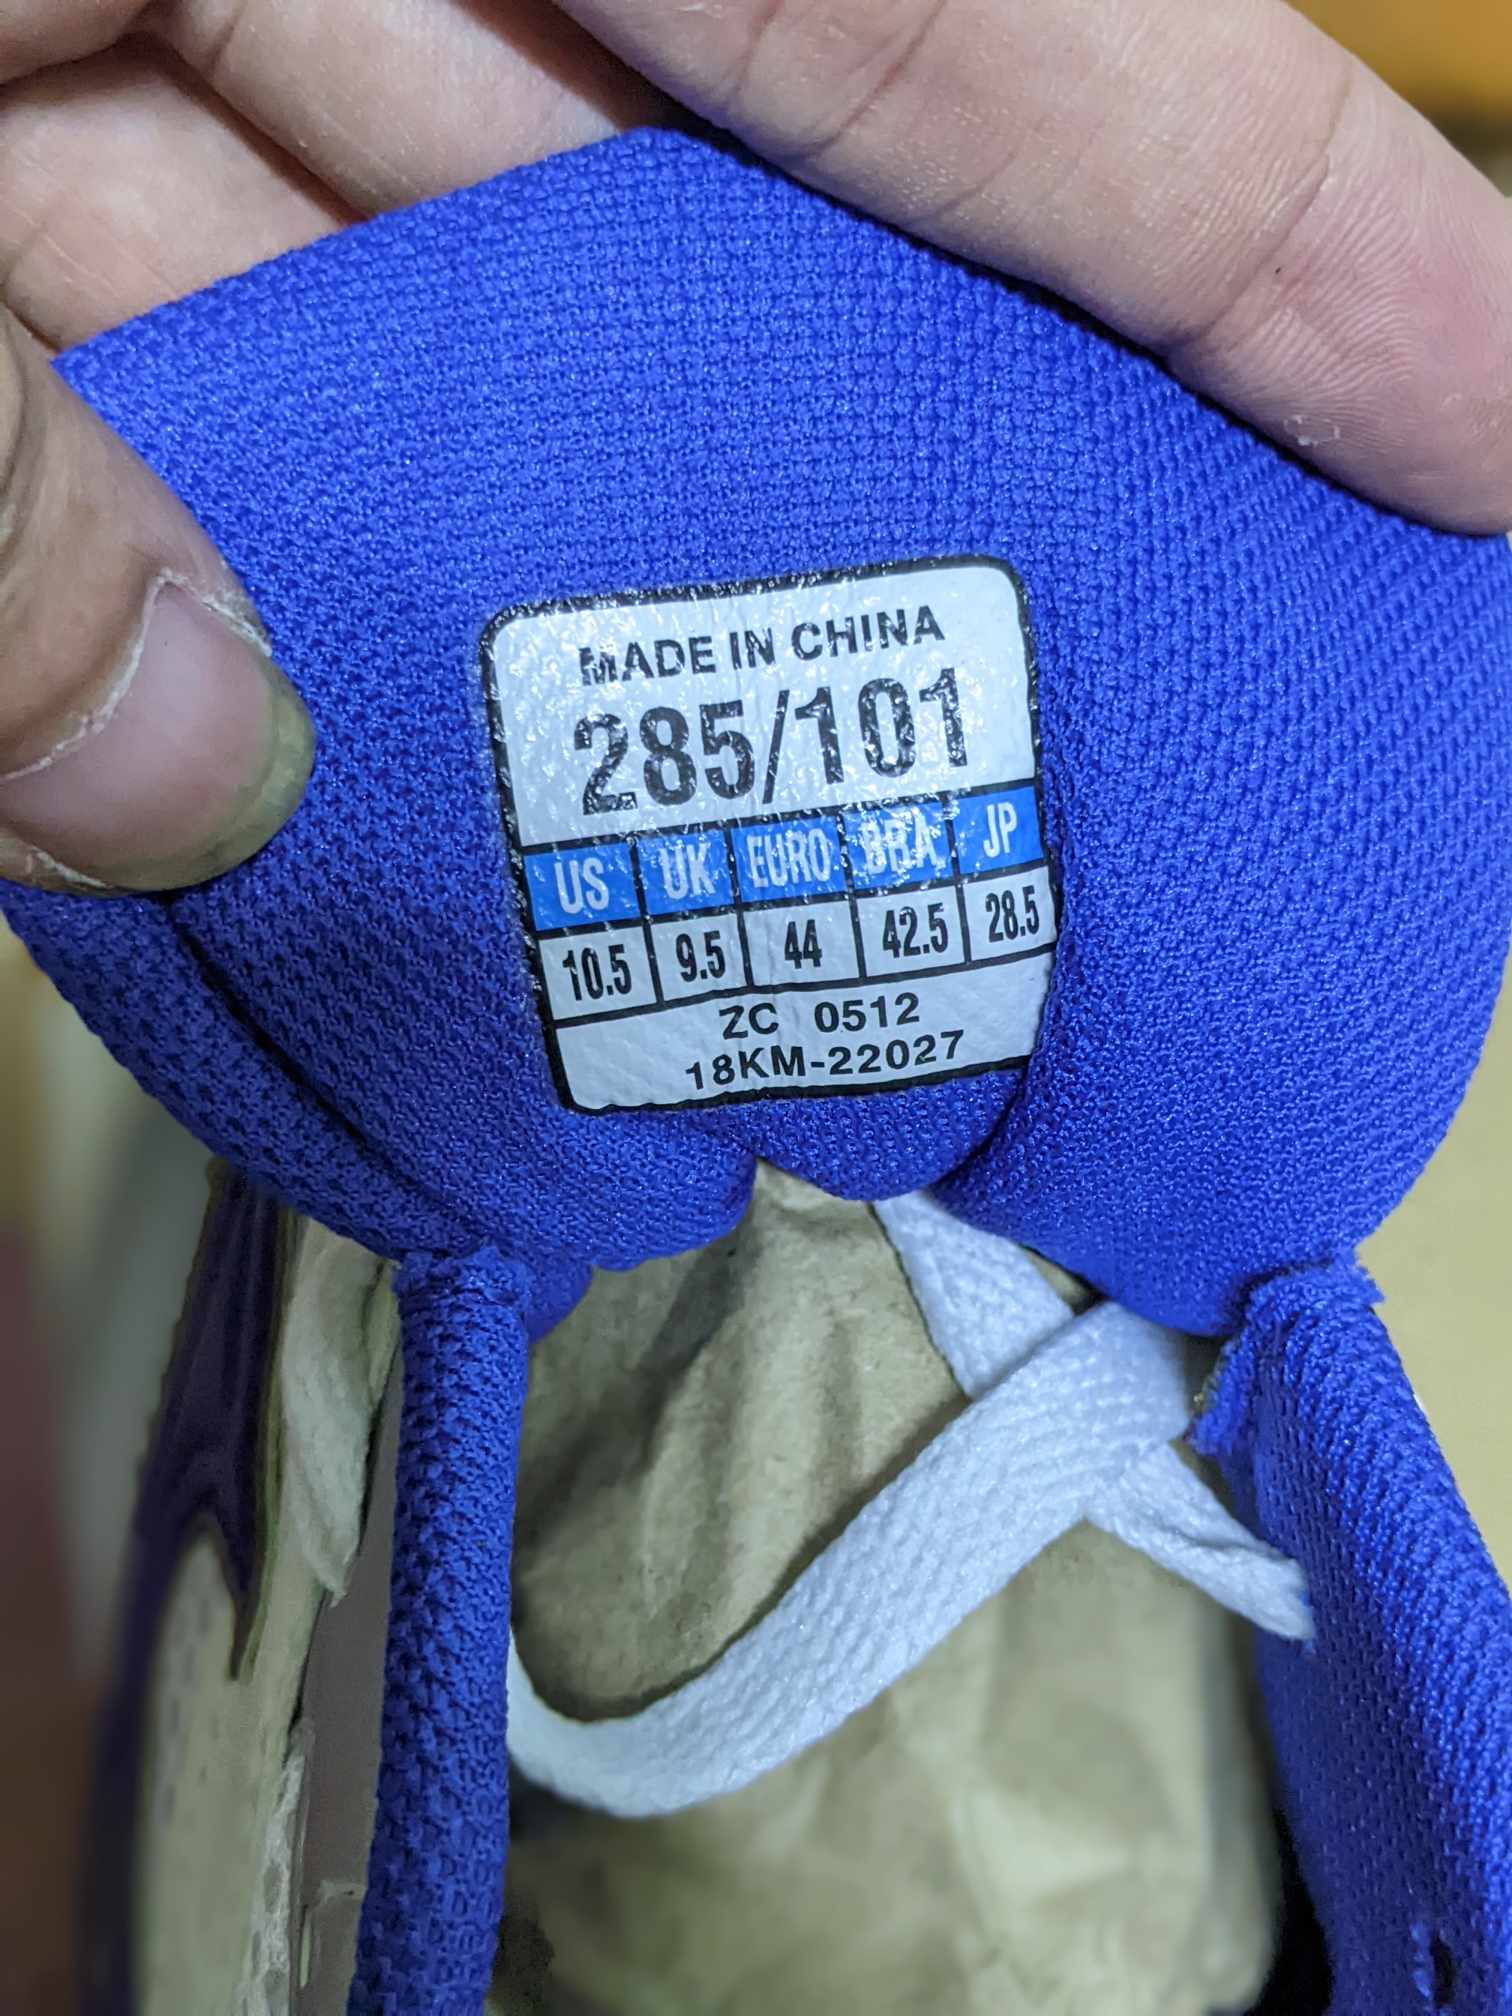 MADE IN CHINA
285/101
US UK EURO BRA JP
10.5 9.5 44 42.5 28.5
ZC 0512
18KM-22027